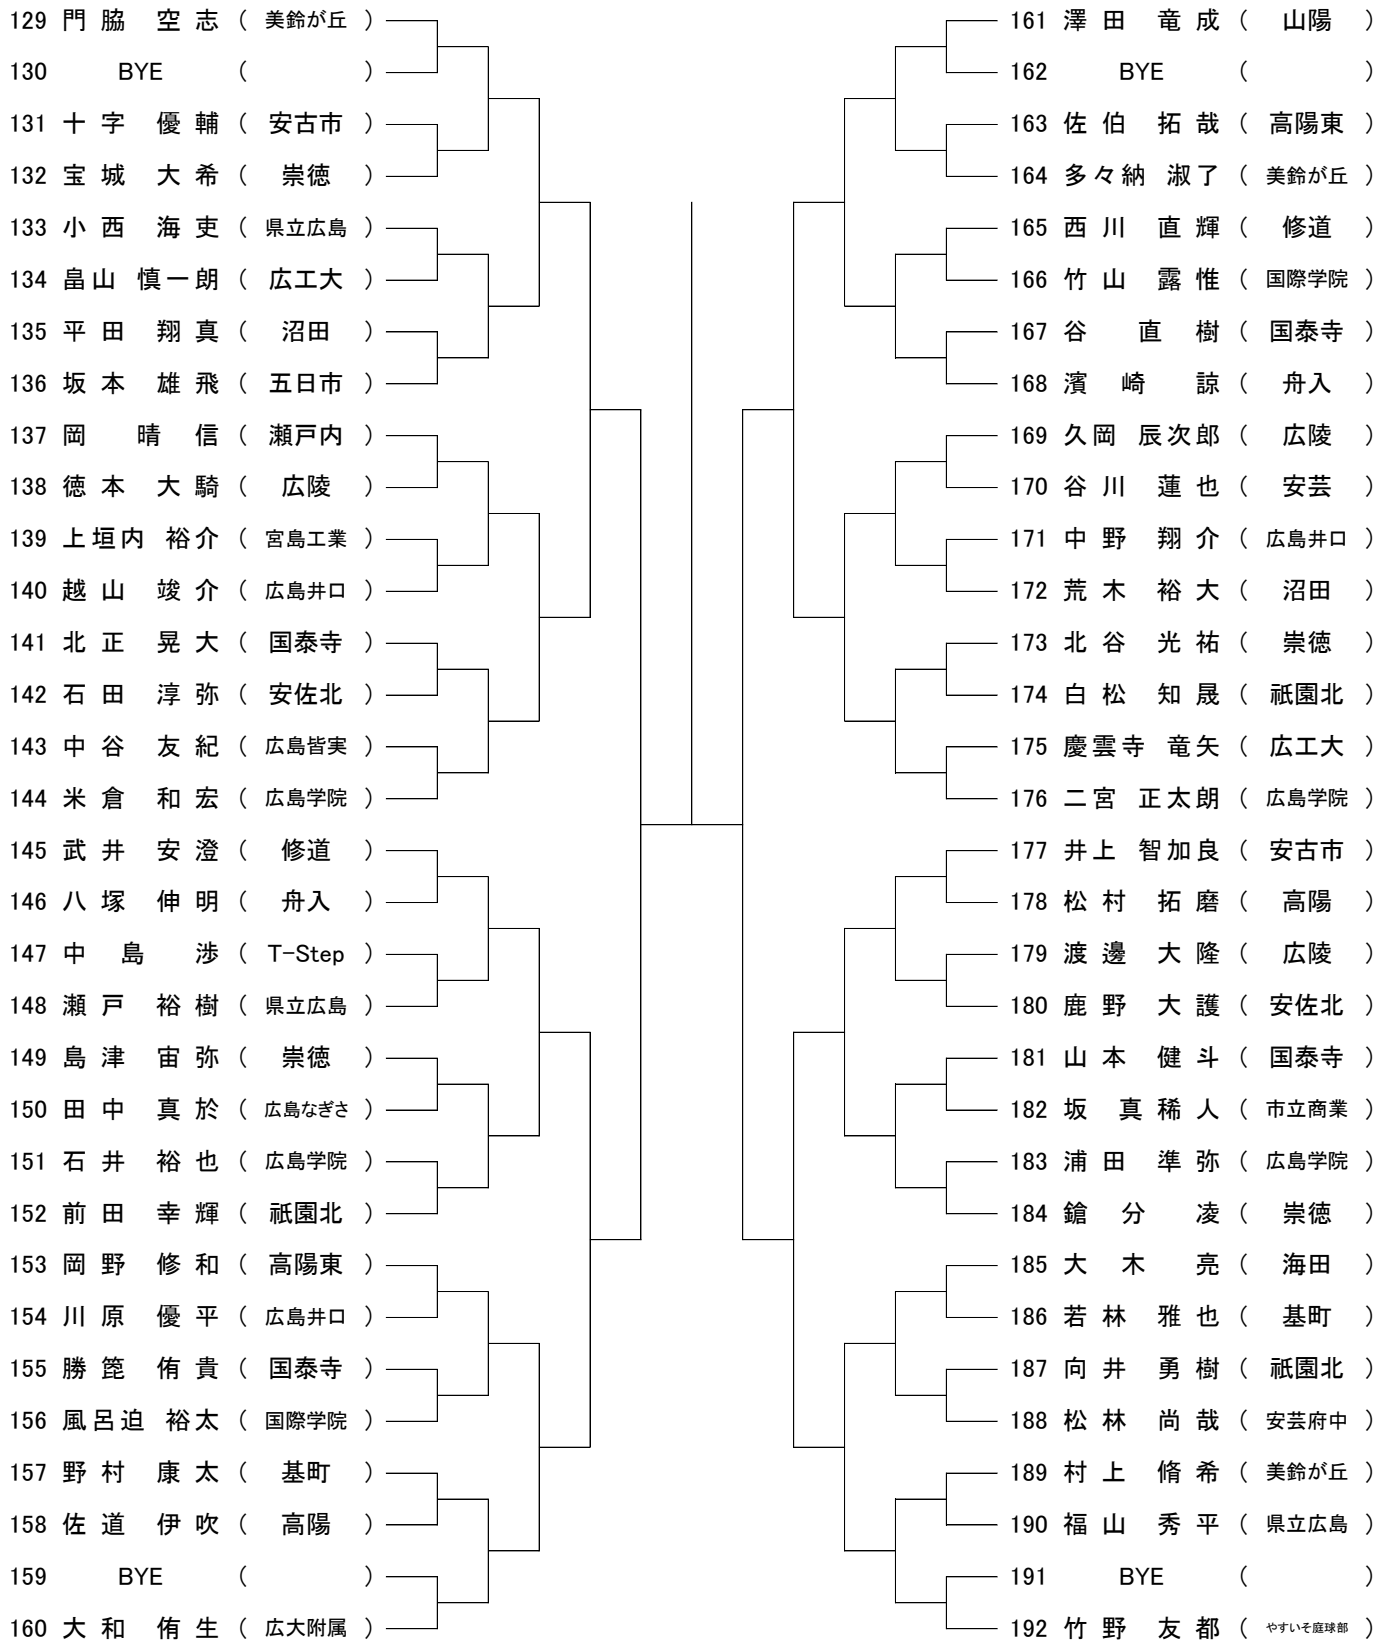 129 門脇 空志 ( 美鈴が丘 )
130 BYE ( )
131 十字 優輔 ( 安古市 )
132 宝城 大希 ( 崇徳 )
133 小西 海吏 ( 県立広島 )
134 畠山 慎一朗 ( 広工大 )
135 平田 翔真 ( 沼田 )
136 坂本 雄飛 ( 五日市 )
137 岡 晴信 ( 瀬戸内 )
138 徳本 大騎 ( 広陵 )
139 上垣内 裕介 ( 宮島工業 )
140 越山 竣介 ( 広島井口 )
141 北正 晃大 ( 国泰寺 )
142 石田 淳弥 ( 安佐北 )
143 中谷 友紀 ( 広島皆実 )
144 米倉 和宏 ( 広島学院 )
145 武井 安澄 ( 修道 )
146 八塚 伸明 ( 舟入 )
147 中島 渉 ( T-Step )
148 瀬戸 裕樹 ( 県立広島 )
149 島津 宙弥 ( 崇徳 )
150 田中 真於 ( 広島なぎさ )
151 石井 裕也 ( 広島学院 )
152 前田 幸輝 ( 祇園北 )
153 岡野 修和 ( 高陽東 )
154 川原 優平 ( 広島井口 )
155 勝箆 侑貴 ( 国泰寺 )
156 風呂迫 裕太 ( 国際学院 )
157 野村 康太 ( 基町 )
158 佐道 伊吹 ( 高陽 )
159 BYE ( )
160 大和 侑生 ( 広大附属 )
161 澤田 竜成 ( 山陽 )
162 BYE ( )
163 佐伯 拓哉 ( 高陽東 )
164 多々納 淑了 ( 美鈴が丘 )
165 西川 直輝 ( 修道 )
166 竹山 露惟 ( 国際学院 )
167 谷 直樹 ( 国泰寺 )
168 濱崎 諒 ( 舟入 )
169 久岡 辰次郎 ( 広陵 )
170 谷川 蓮也 ( 安芸 )
171 中野 翔介 ( 広島井口 )
172 荒木 裕大 ( 沼田 )
173 北谷 光祐 ( 崇徳 )
174 白松 知晟 ( 祇園北 )
175 慶雲寺 竜矢 ( 広工大 )
176 二宮 正太朗 ( 広島学院 )
177 井上 智加良 ( 安古市 )
178 松村 拓磨 ( 高陽 )
179 渡邊 大隆 ( 広陵 )
180 鹿野 大護 ( 安佐北 )
181 山本 健斗 ( 国泰寺 )
182 坂 真稀人 ( 市立商業 )
183 浦田 準弥 ( 広島学院 )
184 鎗分 凌 ( 崇徳 )
185 大木 亮 ( 海田 )
186 若林 雅也 ( 基町 )
187 向井 勇樹 ( 祇園北 )
188 松林 尚哉 ( 安芸府中 )
189 村上 脩希 ( 美鈴が丘 )
190 福山 秀平 ( 県立広島 )
191 BYE ( )
192 竹野 友都 ( やすいそ庭球部 )